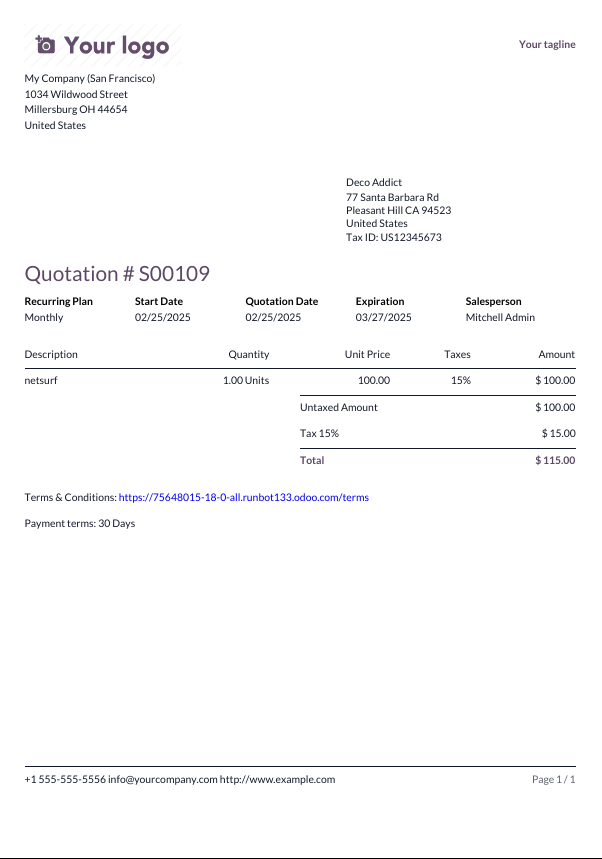 Your logo
Your tagline
My Company (San Francisco)
1034 Wildwood Street
Millersburg OH 44654
United States
Deco Addict
77 Santa Barbara Rd
Pleasant Hill CA 94523
United States
Tax ID: US12345673
Quotation # S00109
Recurring Plan Start Date Quotation Date Expiration Salesperson
Monthly 02/25/2025 02/25/2025 03/27/2025 Mitchell Admin
Description Quantity Unit Price Taxes Amount
netsurf 1.00 Units 100.00 15% $ 100.00
Untaxed Amount $ 100.00
Tax 15% $ 15.00
Total $ 115.00
Terms & Conditions: https://75648015-18-0-all.runbot133.odoo.com/terms
Payment terms: 30 Days
+1 555-555-5556 info@yourcompany.com http://www.example.com Page 1 / 1